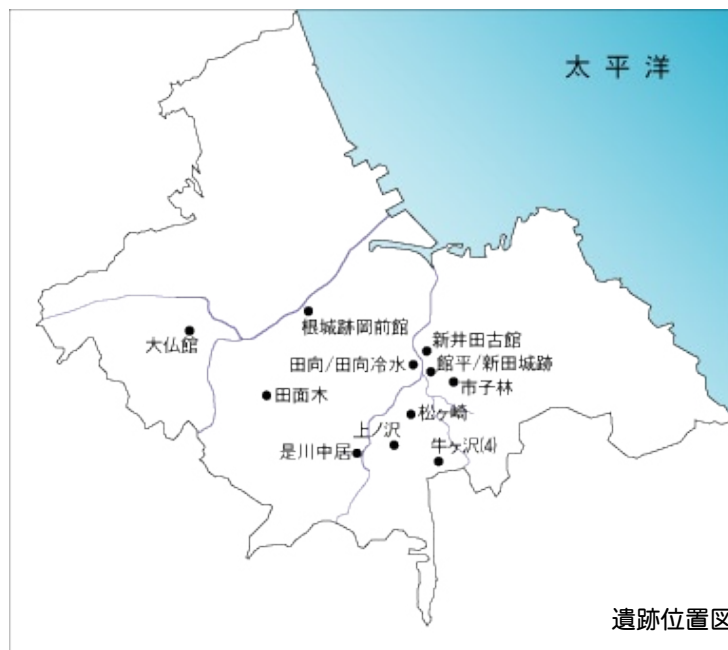 太平洋
根城跡岡前館
大仏館
新井田古館
田向/田向冷水
館平/新田城跡
市子林
田面木
松ヶ崎
上ノ沢
是川中居
牛ヶ沢(4)
遺跡位置図